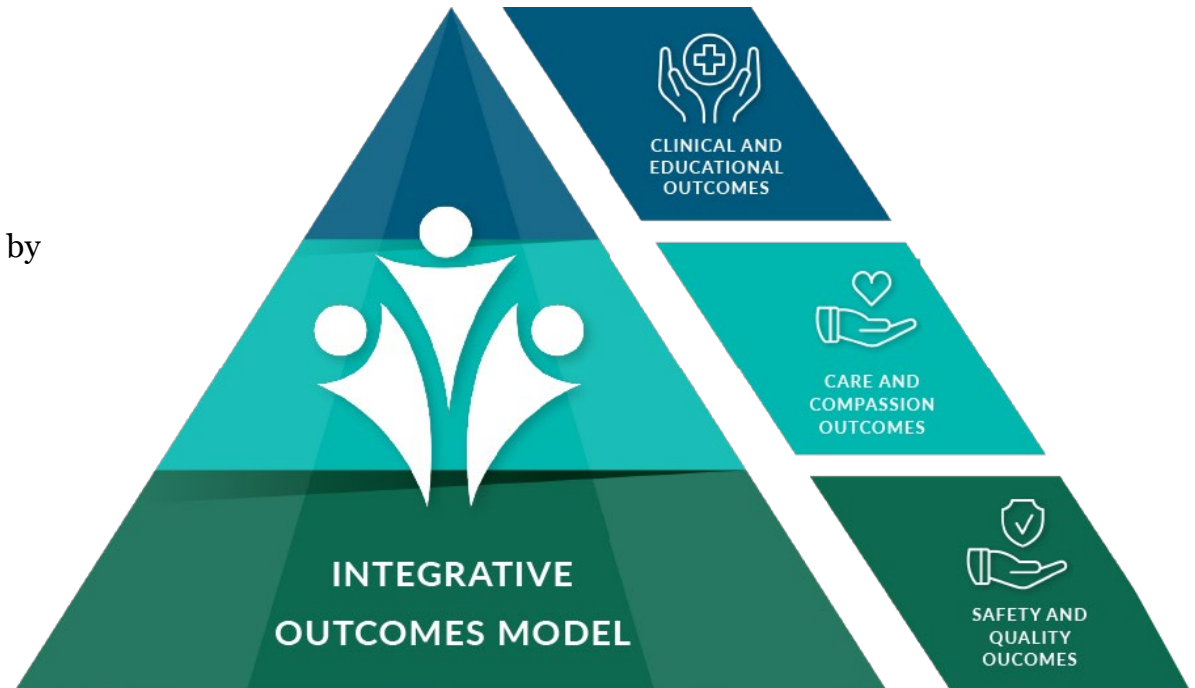 CLINICAL AND
EDUCATIONAL
OUTCOMES
by
CARE AND
COMPASSION
OUTCOMES
INTEGRATIVE
OUTCOMES MODEL
SAFETY AND
QUALITY
OUCOMES